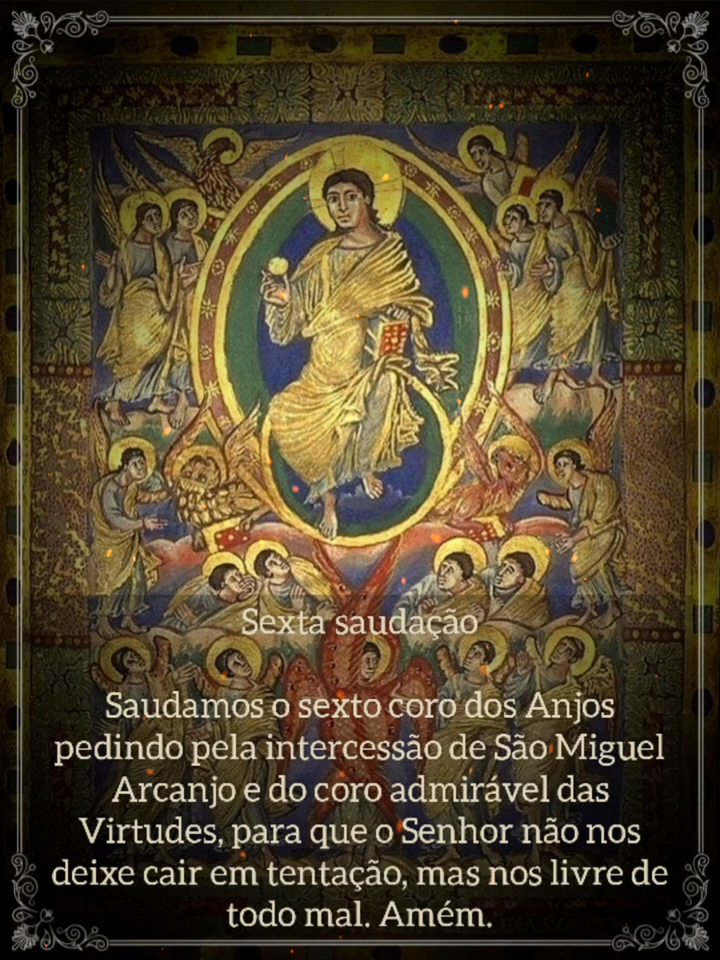 Sexta saudação
Saudamos o sexto coro dos Anjos
pedindo pela intercessão de São Miguel
Arcanjo e do coro admirável das
Virtudes, para que o Senhor não nos
deixe cair em tentação, mas nos livre de
todo mal. Amém.